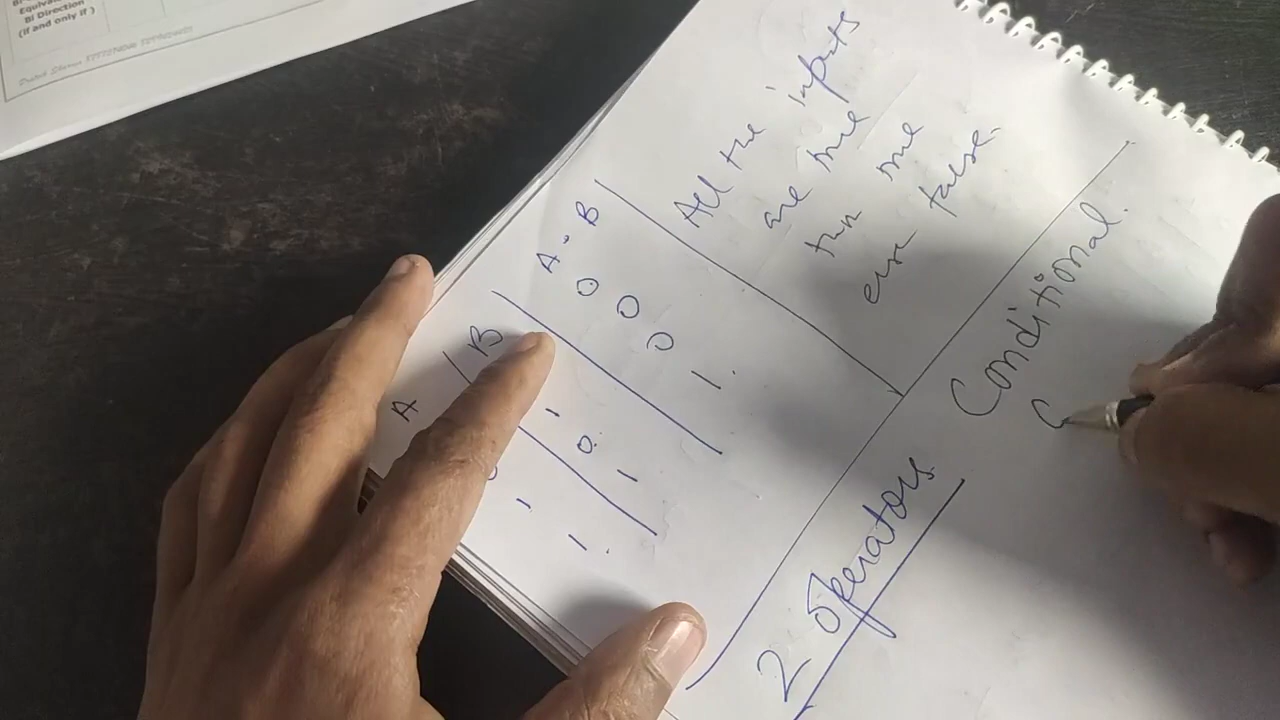 Equiva
Bi Direction
(if and only if )
A B A . B
0
1 0
0. 0
1 1 0
1. 1 1.
All the inputs
are true
then true
else false.
2 operators
Conditional.
C